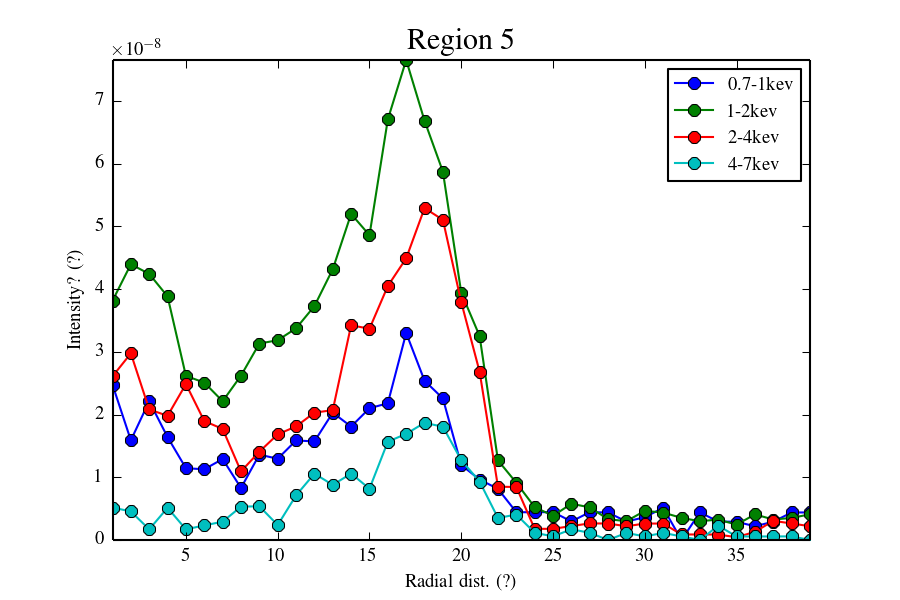 Region 5
×10⁻⁸
0.7-1kev
1-2kev
2-4kev
4-7kev
7
6
5
4
3
2
1
0
Intensity? (?)
5 10 15 20 25 30 35
Radial dist. (?)